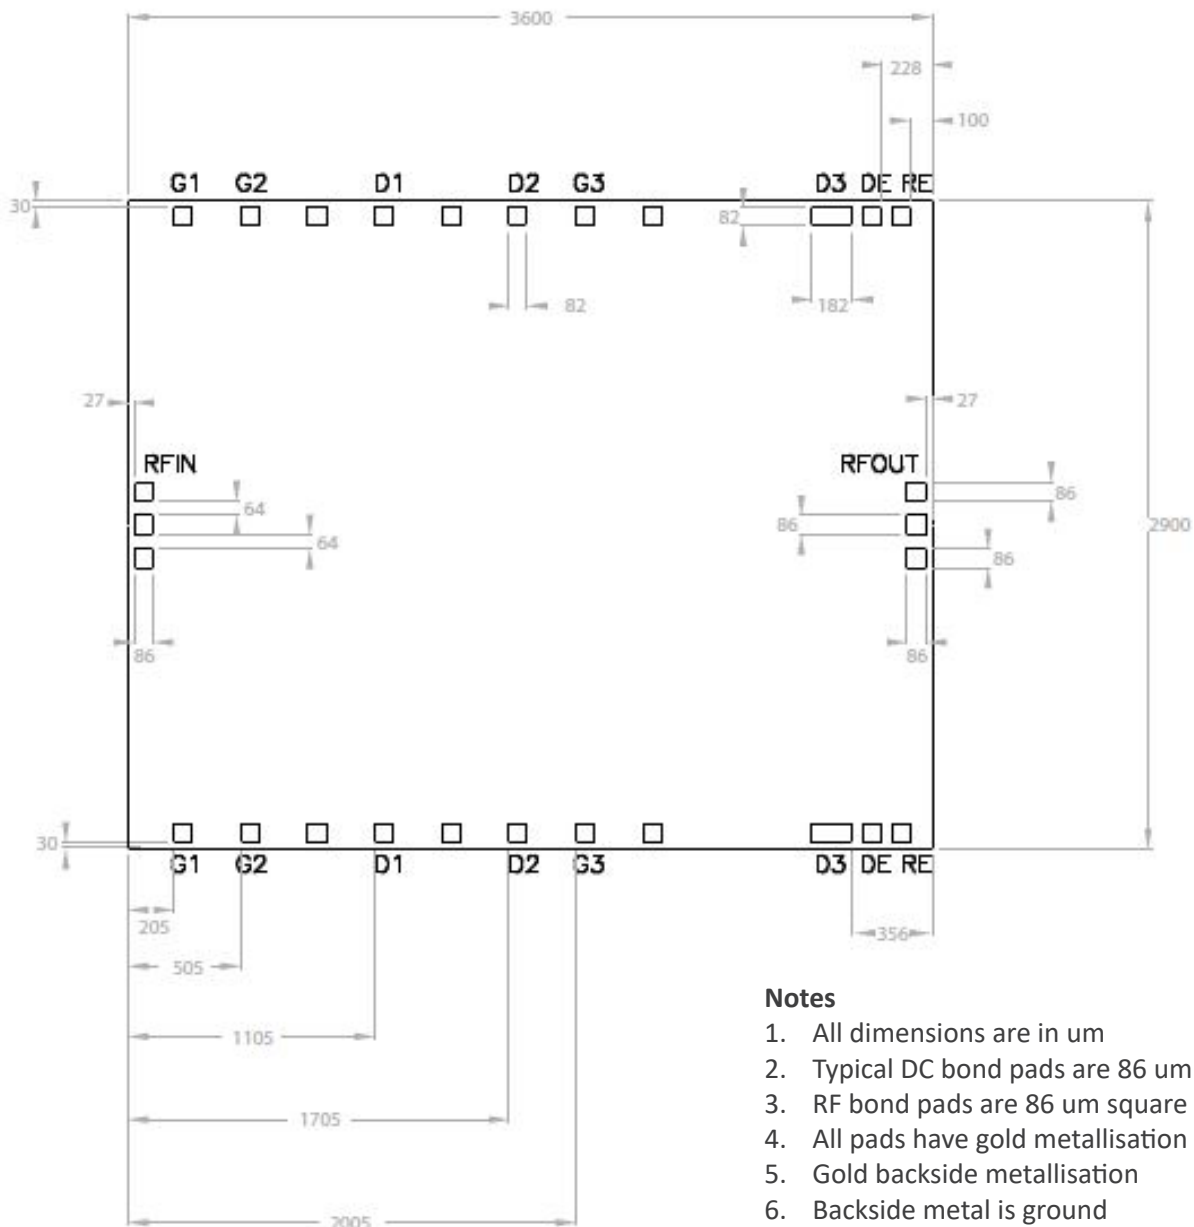 3600
228
100
G1 G2 D1 D2 G3 D3 DE RE
30
82
82
182
27
27
RFIN
RFOUT
64
86
86
2900
64
86
86
86
30
G1 G2 D1 D2 G3 D3 DE RE
205
356
505
Notes
1. All dimensions are in um
1105
2. Typical DC bond pads are 86 um
3. RF bond pads are 86 um square
1705
4. All pads have gold metallisation
5. Gold backside metallisation
6. Backside metal is ground
2005